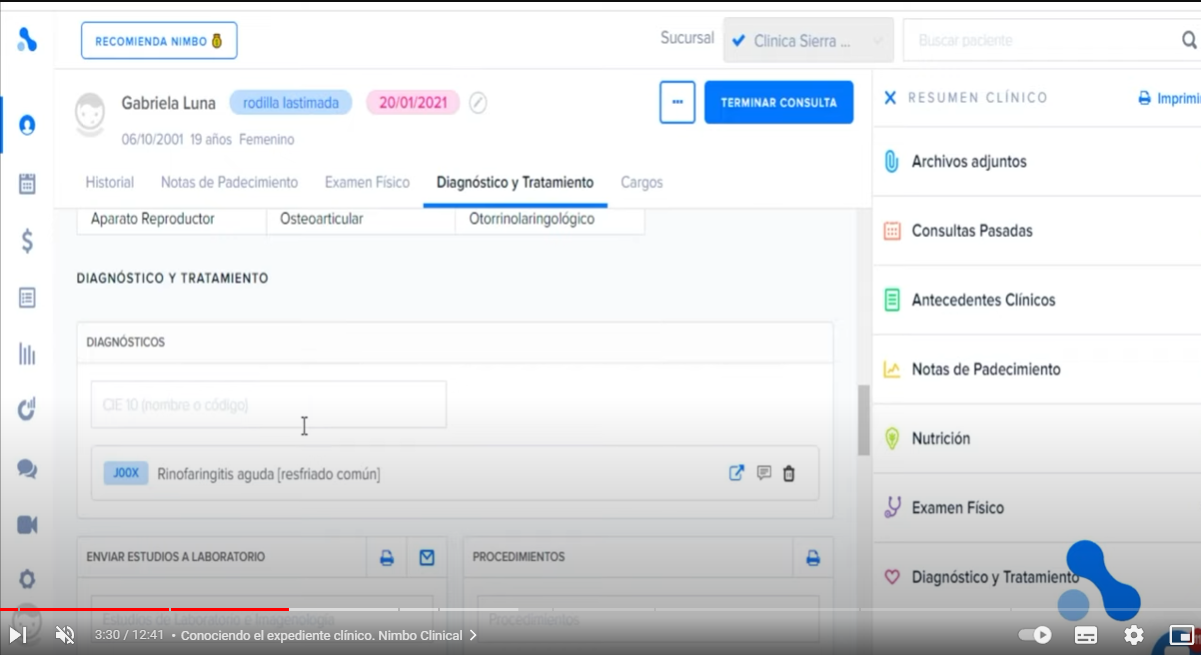 RECOMIENDA NIMBO
Sucursal
Clinica Sierra ...
Buscar paciente
Gabriela Luna
rodilla lastimada
20/01/2021
...
TERMINAR CONSULTA
06/10/2001 19 años Femenino
Historial
Notas de Padecimiento
Examen Físico
Diagnóstico y Tratamiento
Cargos
Aparato Reproductor
Osteoarticular
Otorrinolaringológico
DIAGNÓSTICO Y TRATAMIENTO
DIAGNÓSTICOS
CIE 10 (nombre o código)
J00X
Rinofaringitis aguda [resfriado común]
ENVIAR ESTUDIOS A LABORATORIO
PROCEDIMIENTOS
Estudios de Laboratorio e Imagenología
Procedimientos
X RESUMEN CLÍNICO
Imprimi
Archivos adjuntos
Consultas Pasadas
Antecedentes Clínicos
Notas de Padecimiento
Nutrición
Examen Físico
Diagnóstico y Tratamiento
3:30 / 12:41 • Conociendo el expediente clínico. Nimbo Clinical >